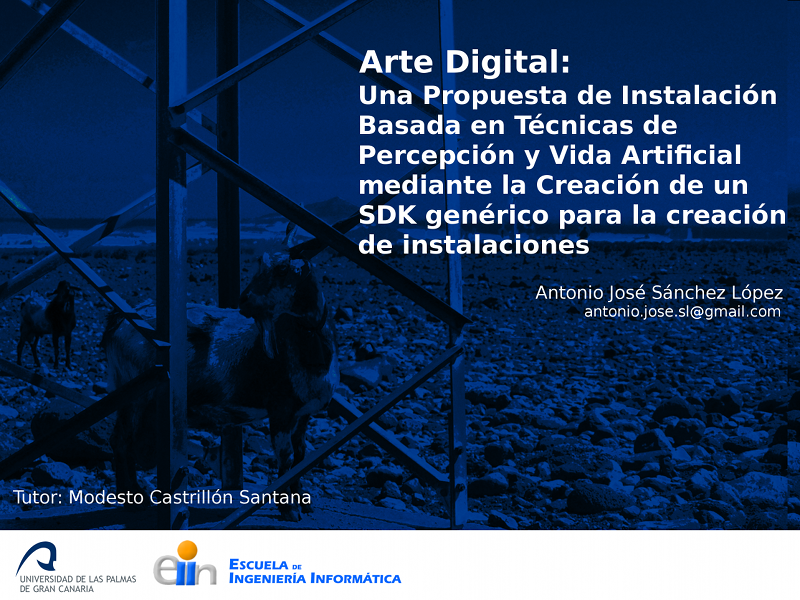 Arte Digital:
Una Propuesta de Instalación
Basada en Técnicas de
Percepción y Vida Artificial
mediante la Creación de un
SDK genérico para la creación
de instalaciones
Antonio José Sánchez López
antonio.jose.sl@gmail.com
Tutor: Modesto Castrillón Santana
UNIVERSIDAD DE LAS PALMAS
DE GRAN CANARIA
eiin
ESCUELA DE
INGENIERÍA INFORMÁTICA